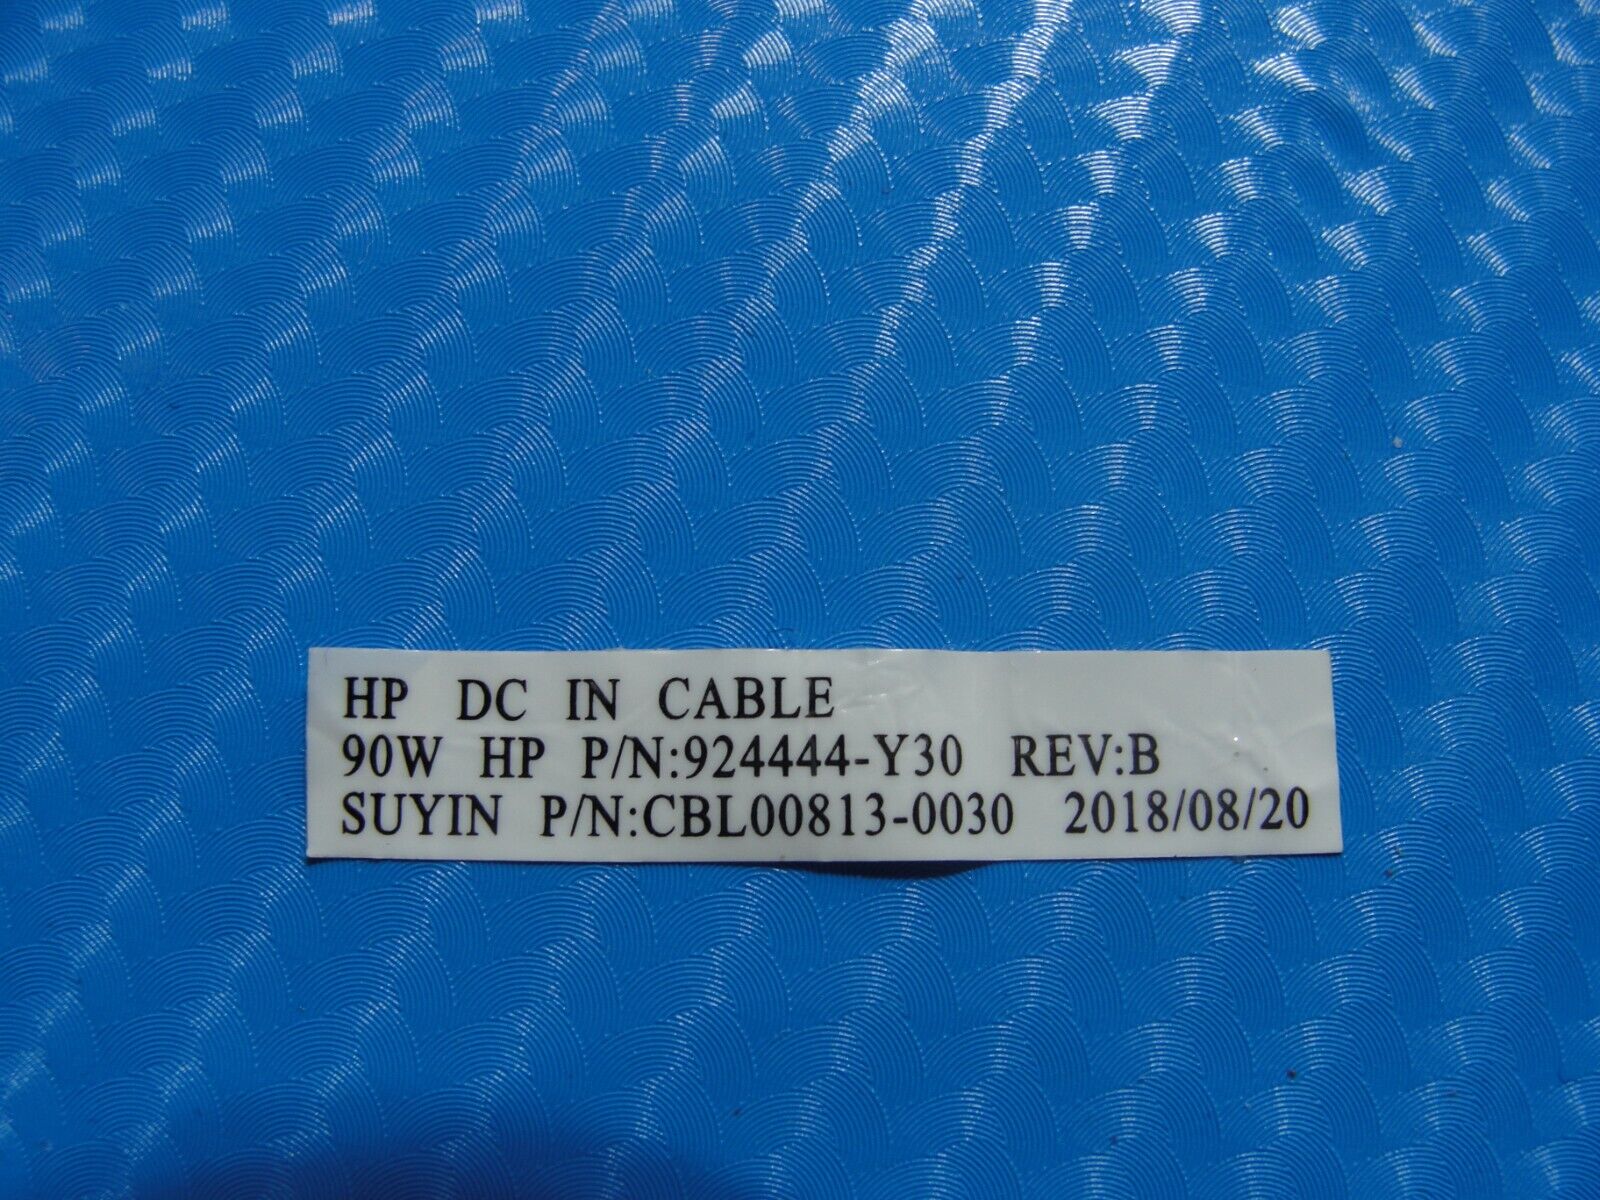 HP DC IN CABLE
90W HP P/N:924444-Y30 REV:B
SUYIN P/N:CBL00813-0030 2018/08/20